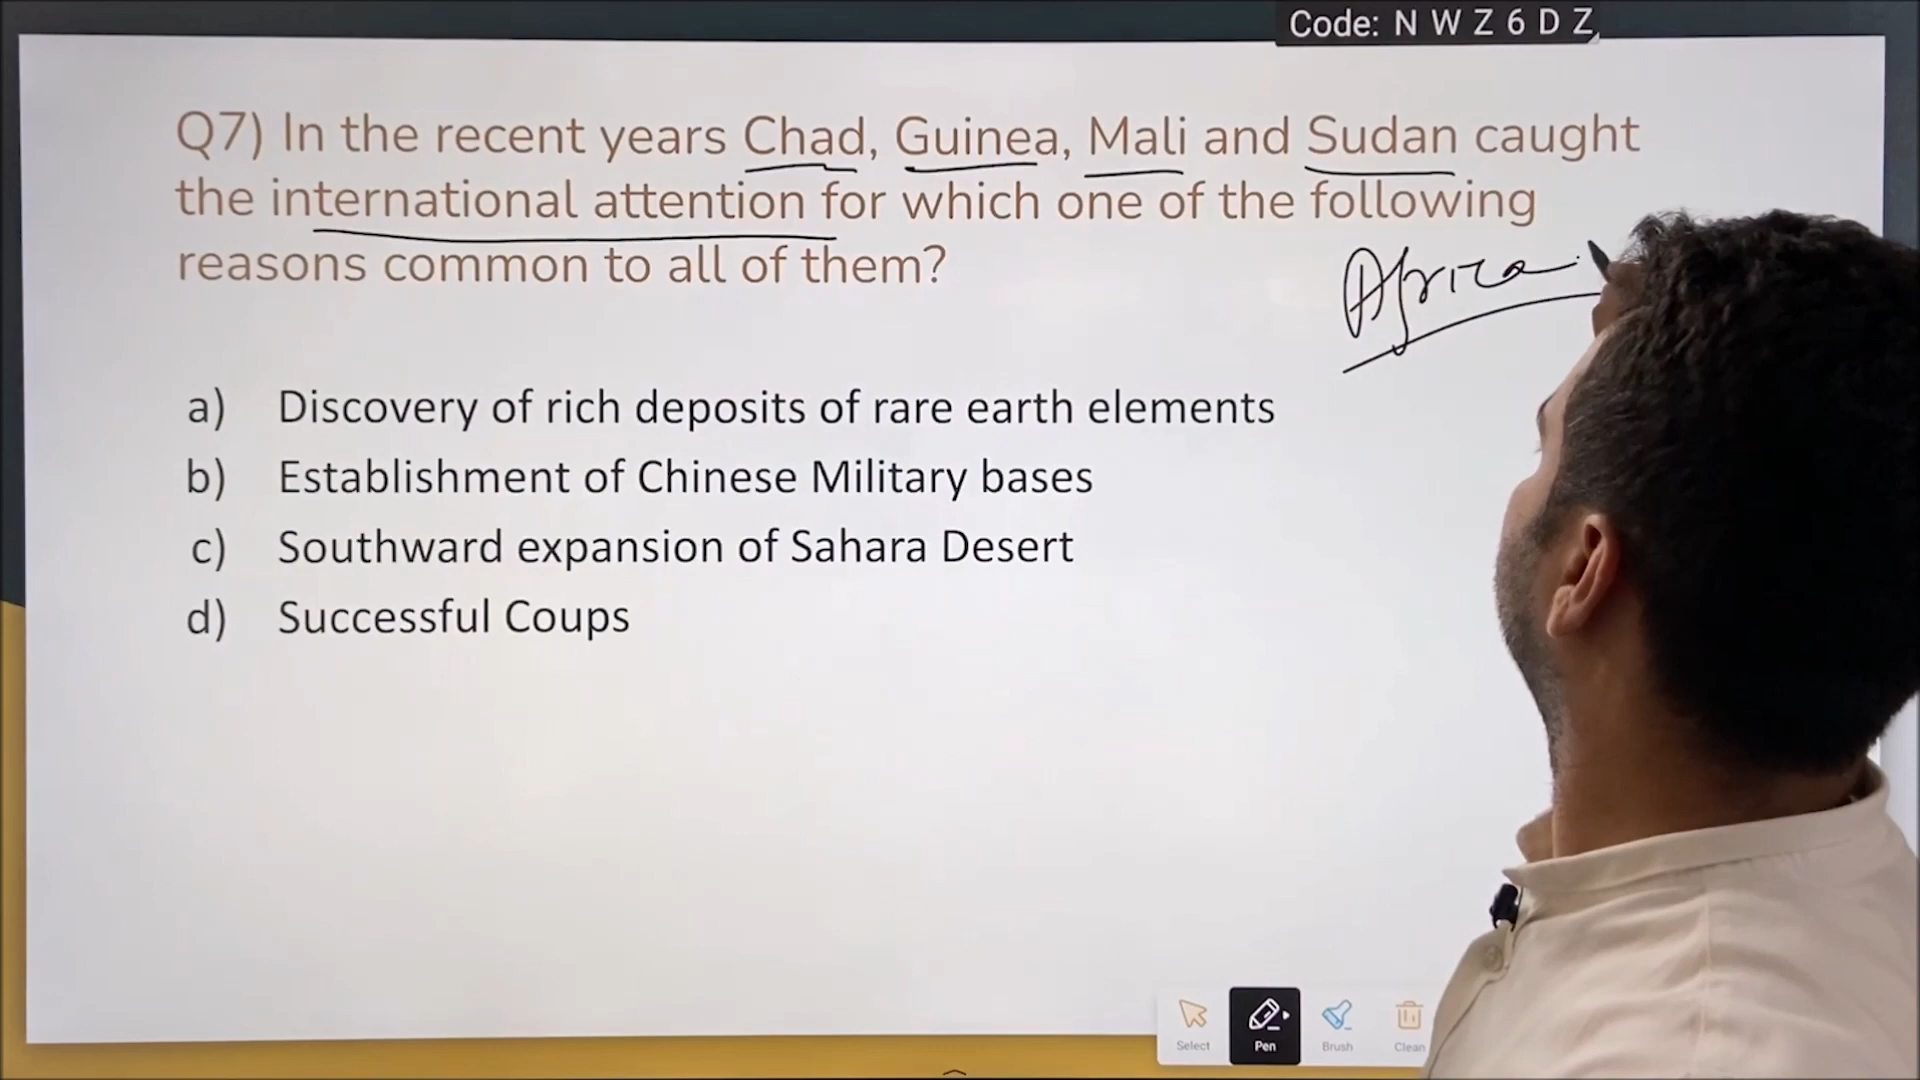 Code: N W Z 6 D Z
Q7) In the recent years Chad, Guinea, Mali and Sudan caught
the international attention for which one of the following
reasons common to all of them?
Africa
a) Discovery of rich deposits of rare earth elements
b) Establishment of Chinese Military bases
c) Southward expansion of Sahara Desert
d) Successful Coups
Select Pen Brush Clean